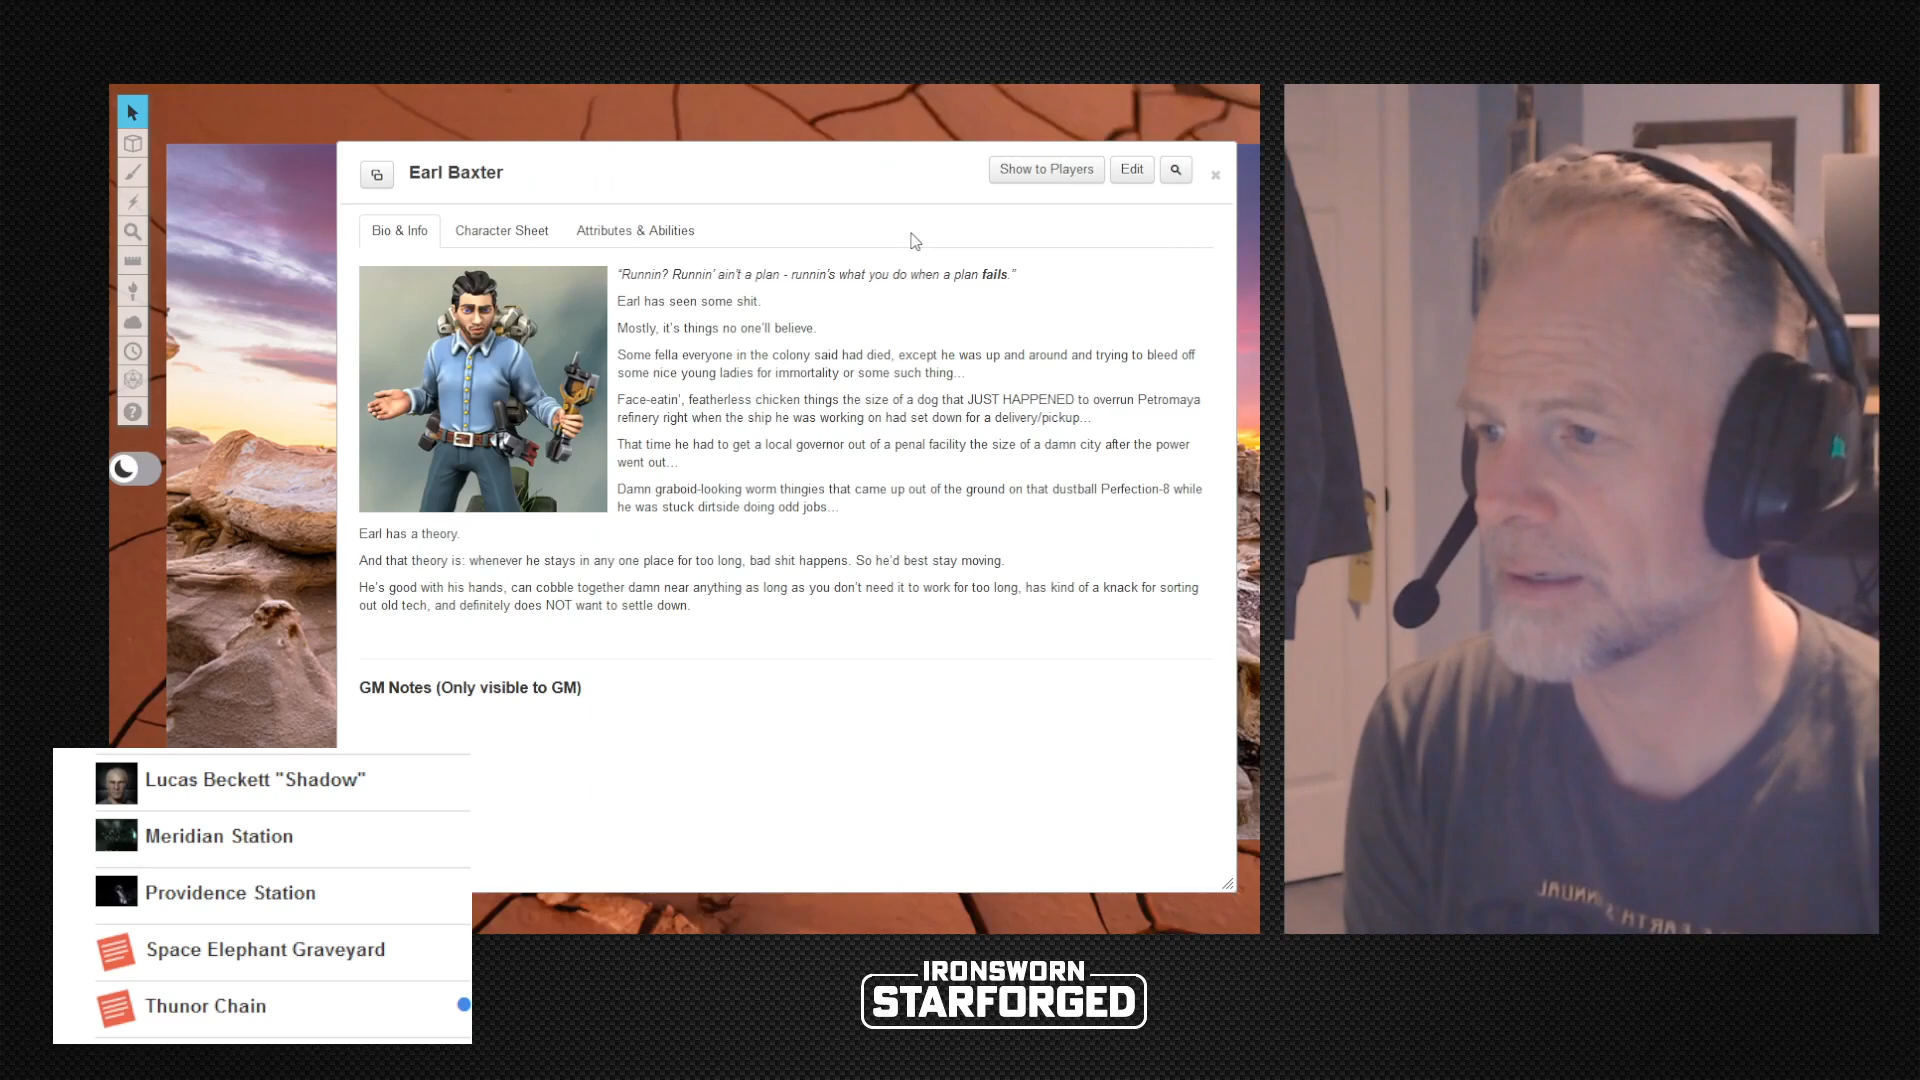 Earl Baxter
Show to Players
Edit
Bio & Info
Character Sheet
Attributes & Abilities
“Runnin? Runnin’ ain’t a plan - runnin’s what you do when a plan fails.”
Earl has seen some shit.
Mostly, it’s things no one’ll believe.
Some fella everyone in the colony said had died, except he was up and around and trying to bleed off
some nice young ladies for immortality or some such thing…
Face-eatin’, featherless chicken things the size of a dog that JUST HAPPENED to overrun Petromaya
refinery right when the ship he was working on had set down for a delivery/pickup…
That time he had to get a local governor out of a penal facility the size of a damn city after the power
went out…
Damn graboid-looking worm thingies that came up out of the ground on that dustball Perfection-8 while
he was stuck dirtside doing odd jobs…
Earl has a theory.
And that theory is: whenever he stays in any one place for too long, bad shit happens. So he’d best stay moving.
He’s good with his hands, can cobble together damn near anything as long as you don’t need it to work for too long, has kind of a knack for sorting
out old tech, and definitely does NOT want to settle down.
GM Notes (Only visible to GM)
Lucas Beckett "Shadow"
Meridian Station
Providence Station
Space Elephant Graveyard
Thunor Chain
IRONSWORN
STARFORGED